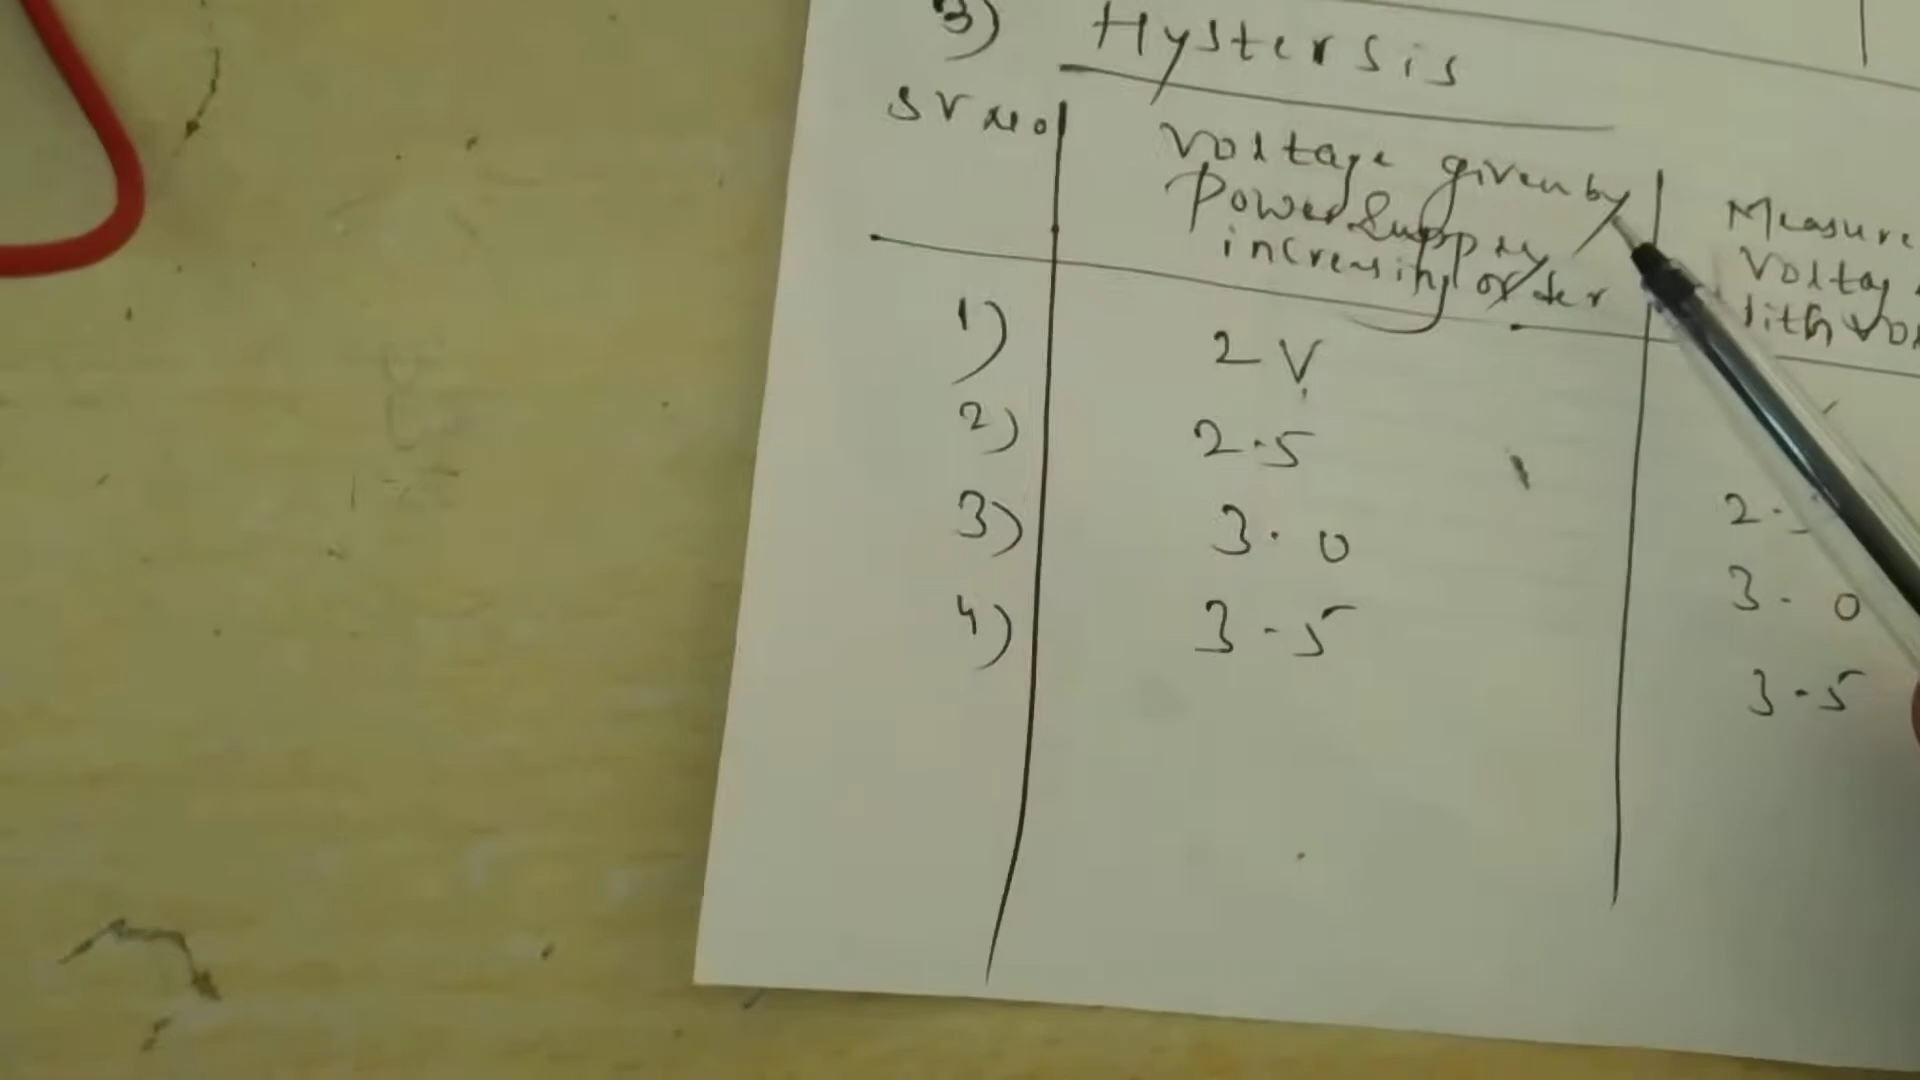 3) Hystersis
Sr no
Voltage given by
Power Supply
increasing order
Measure
Voltag
1) 2 V
2) 2.5
3) 3.0 3.0
4) 3.5 3.5